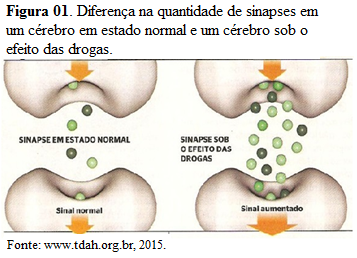 Figura 01. Diferença na quantidade de sinapses em
um cérebro em estado normal e um cérebro sob o
efeito das drogas.
SINAPSE EM ESTADO NORMAL
SINAPSE SOB
O EFEITO DAS
DROGAS
Sinal normal
Sinal aumentado
Fonte: www.tdah.org.br, 2015.